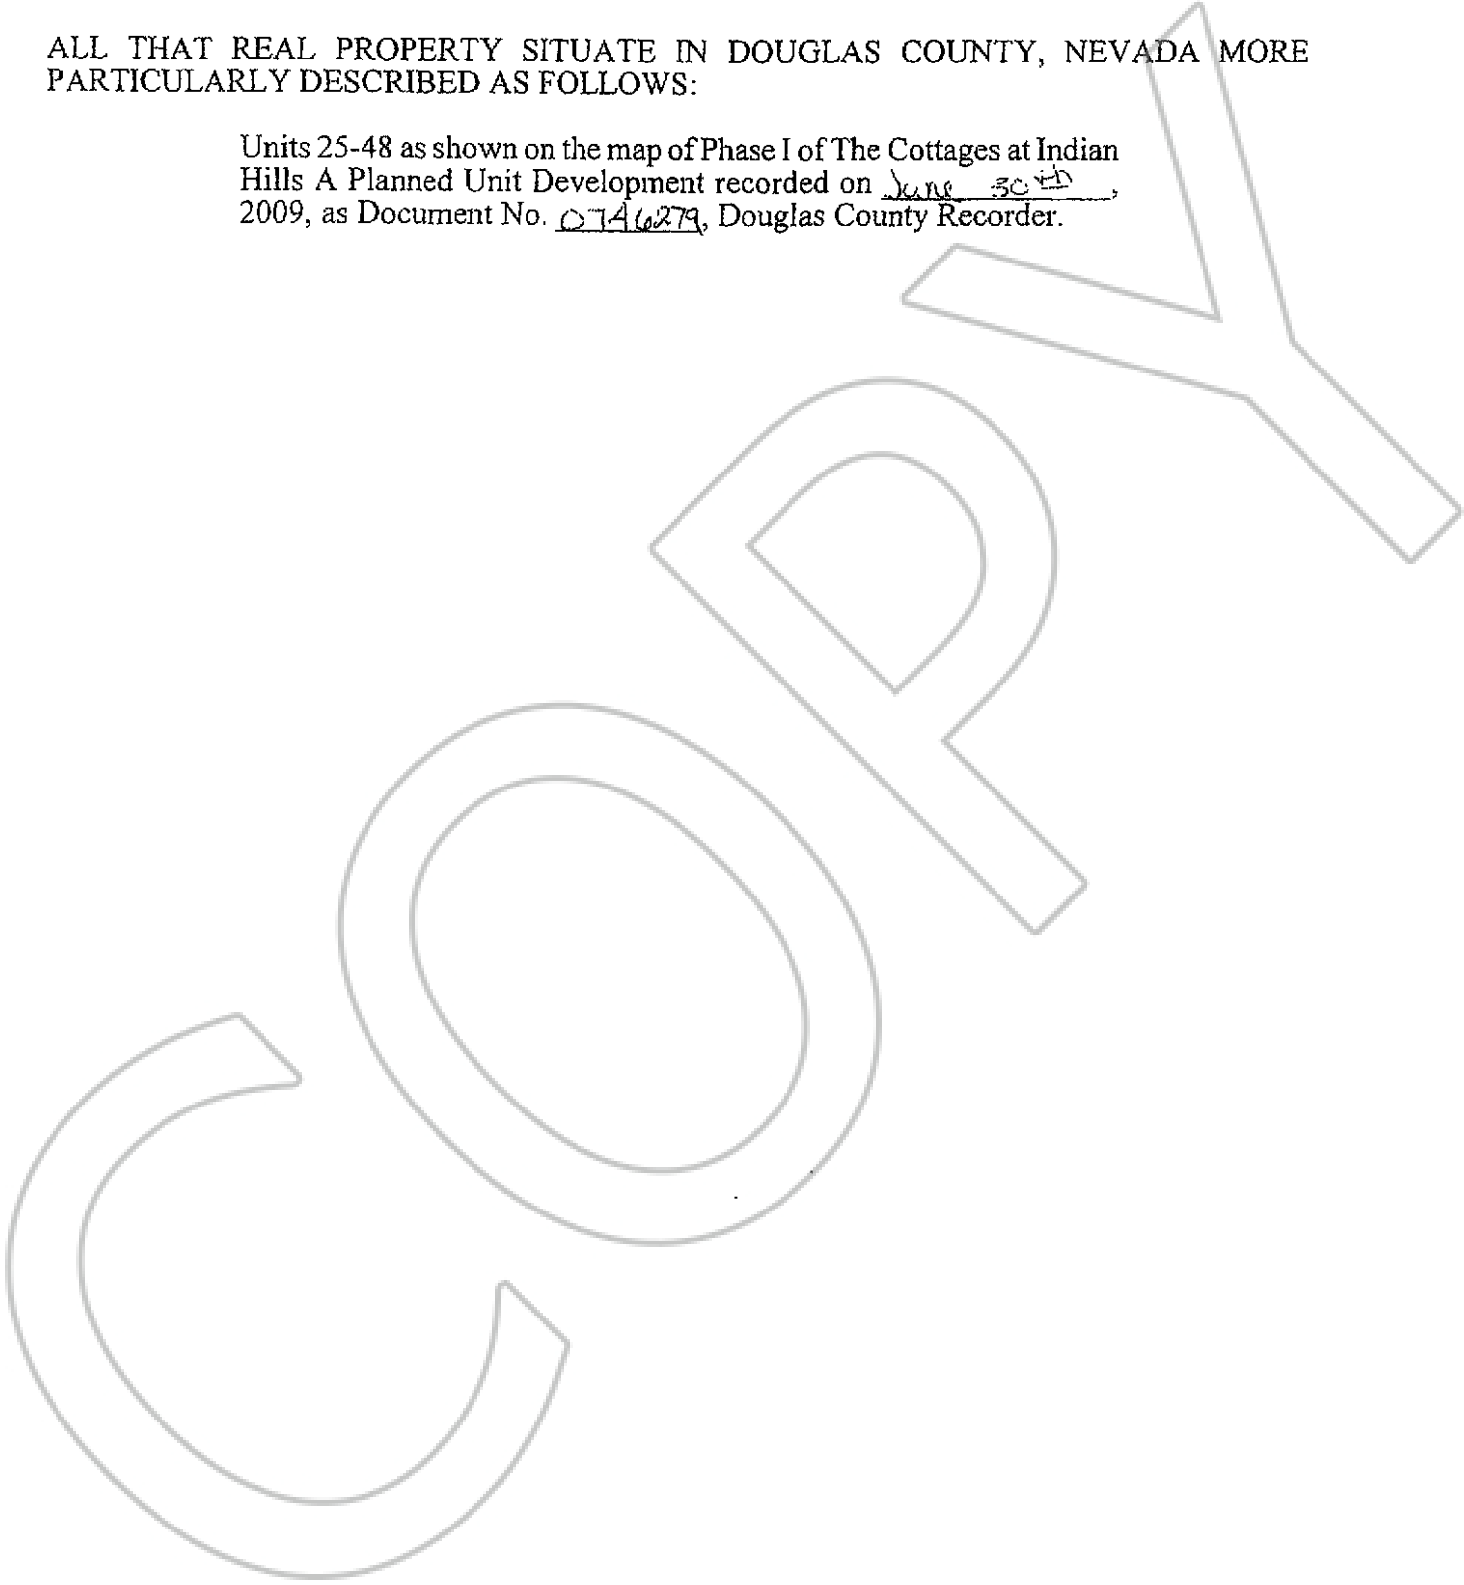 ALL THAT REAL PROPERTY SITUATE IN DOUGLAS COUNTY, NEVADA MORE
PARTICULARLY DESCRIBED AS FOLLOWS:
Units 25-48 as shown on the map of Phase I of The Cottages at Indian
Hills A Planned Unit Development recorded on June 30th,
2009, as Document No. 0746279, Douglas County Recorder.
COPY